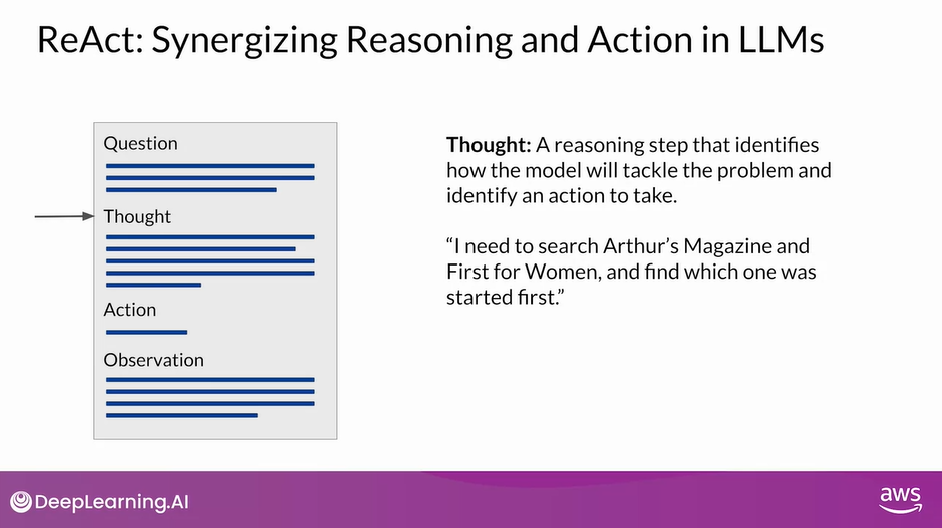 ReAct: Synergizing Reasoning and Action in LLMs
Question
Thought
Action
Observation
Thought: A reasoning step that identifies
how the model will tackle the problem and
identify an action to take.
“I need to search Arthur’s Magazine and
First for Women, and find which one was
started first.”
DeepLearning.AI
aws